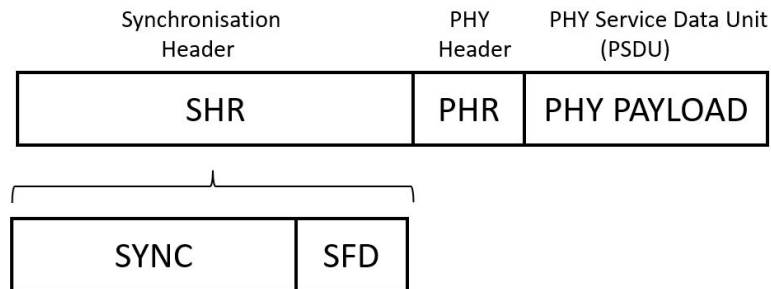 Synchronisation
Header
PHY
Header
PHY Service Data Unit
(PSDU)
SHR
PHR
PHY PAYLOAD
SYNC
SFD